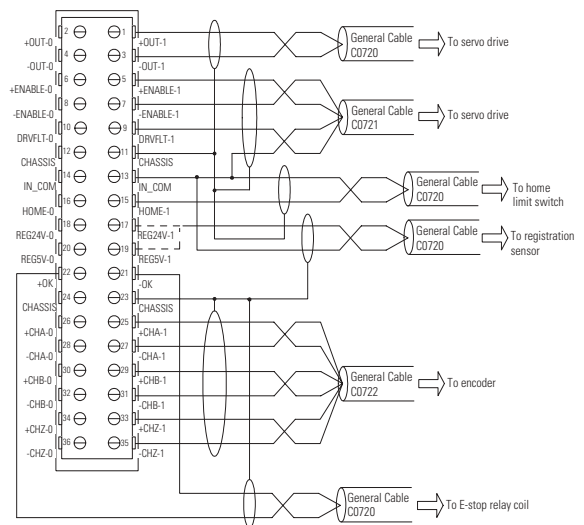 2 1
+OUT-0 +OUT-1
4 3
-OUT-0 -OUT-1
6 5
+ENABLE-0 +ENABLE-1
8 7
-ENABLE-0 -ENABLE-1
10 9
DRVFLT-0 DRVFLT-1
12 11
CHASSIS CHASSIS
14 13
IN_COM IN_COM
16 15
HOME-0 HOME-1
18 17
REG24V-0 REG24V-1
20 19
REG5V-0 REG5V-1
22 21
+OK -OK
24 23
CHASSIS CHASSIS
26 25
+CHA-0 +CHA-1
28 27
-CHA-0 -CHA-1
30 29
+CHB-0 +CHB-1
32 31
-CHB-0 -CHB-1
34 33
+CHZ-0 +CHZ-1
36 35
-CHZ-0 -CHZ-1
General Cable
C0720
To servo drive
General Cable
C0721
To servo drive
General Cable
C0720
To home
limit switch
General Cable
C0720
To registration
sensor
General Cable
C0722
To encoder
General Cable
C0720
To E-stop relay coil